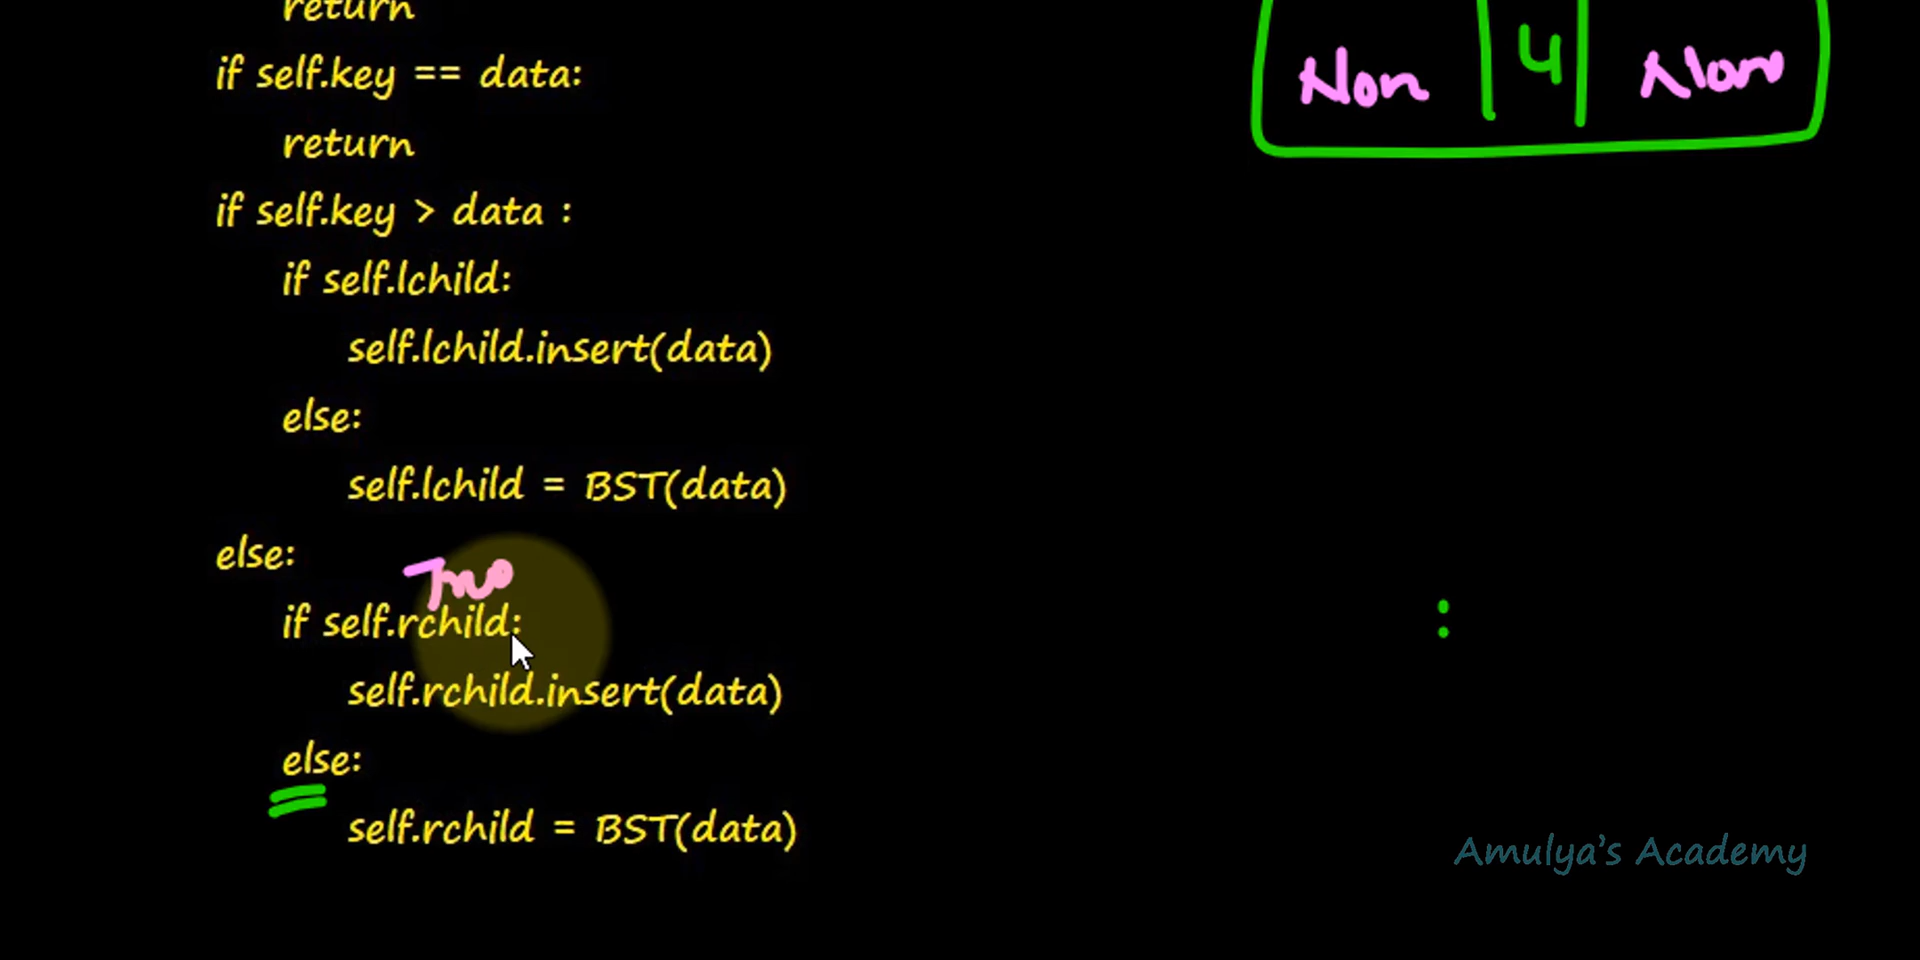 return
if self.key == data:
return
if self.key > data :
if self.lchild:
self.lchild.insert(data)
else:
self.lchild = BST(data)
else:
True
if self.rchild:
self.rchild.insert(data)
else:
self.rchild = BST(data)
Non 4 Non
:
Amulya's Academy